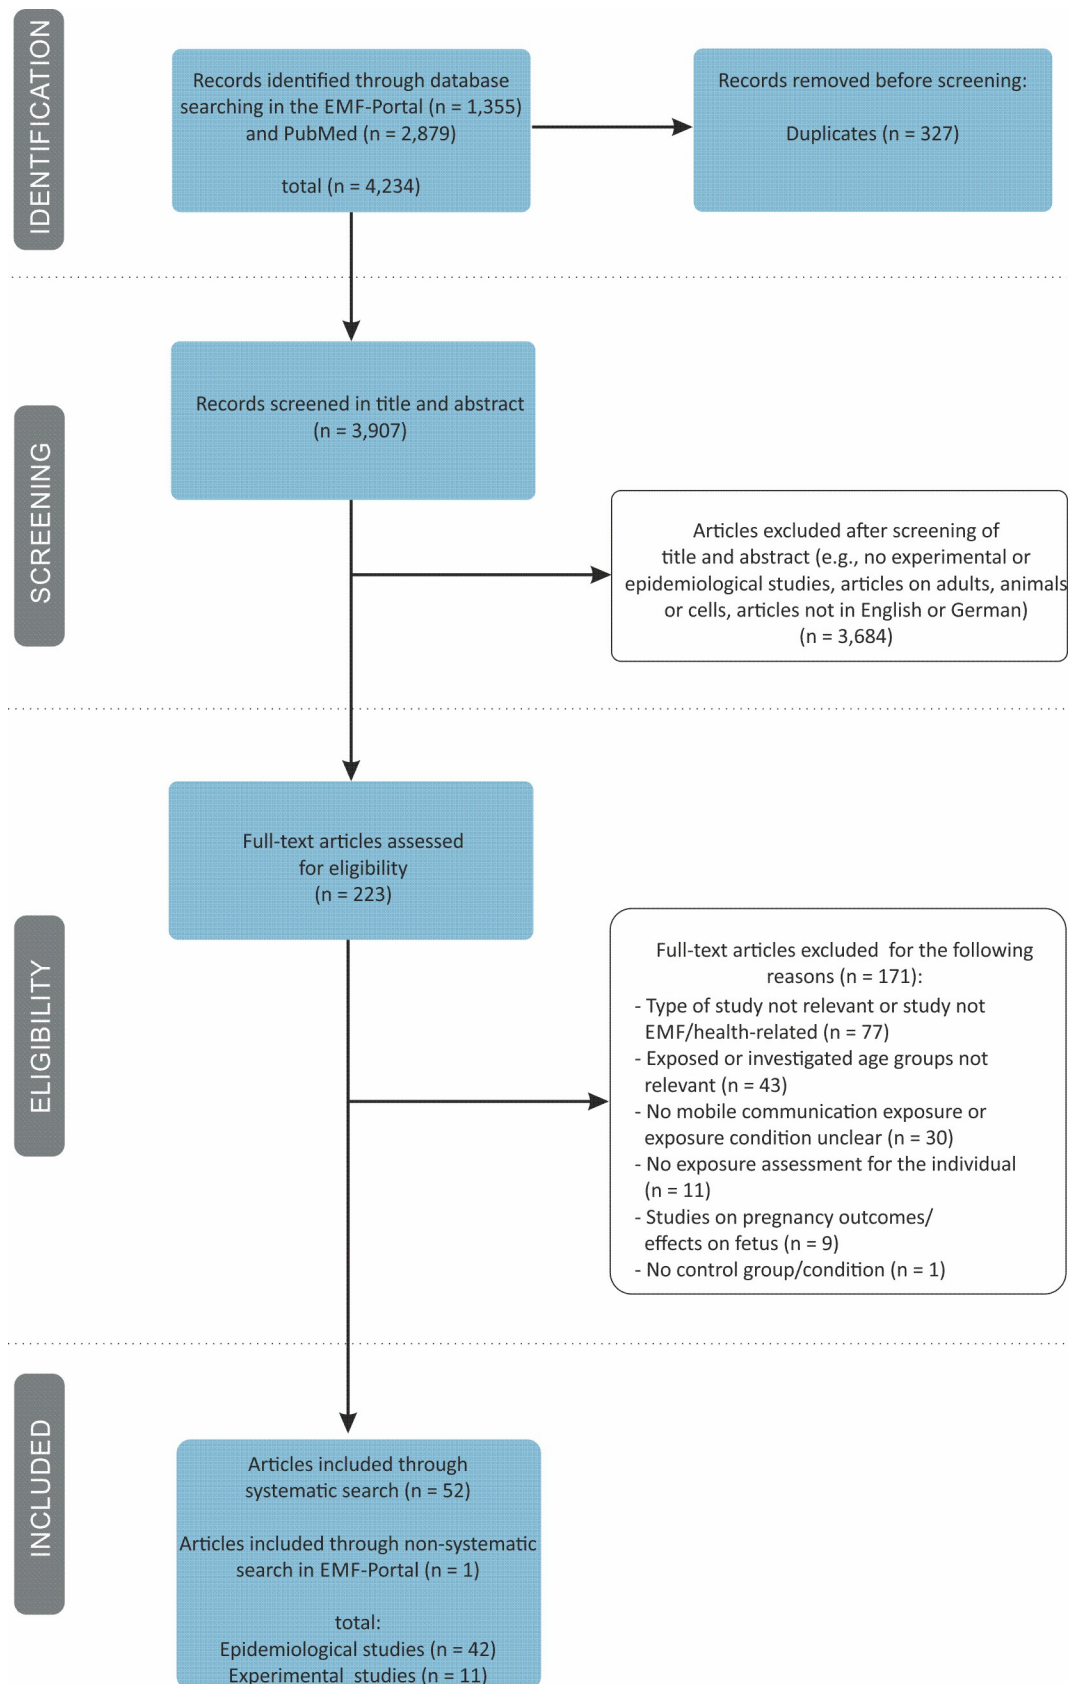 IDENTIFICATION
Records identified through database
searching in the EMF-Portal (n = 1,355)
and PubMed (n = 2,879)
total (n = 4,234)
Records removed before screening:
Duplicates (n = 327)
SCREENING
Records screened in title and abstract
(n = 3,907)
Articles excluded after screening of
title and abstract (e.g., no experimental or
epidemiological studies, articles on adults, animals
or cells, articles not in English or German)
(n = 3,684)
ELIGIBILITY
Full-text articles assessed
for eligibility
(n = 223)
Full-text articles excluded for the following
reasons (n = 171):
- Type of study not relevant or study not
EMF/health-related (n = 77)
- Exposed or investigated age groups not
relevant (n = 43)
- No mobile communication exposure or
exposure condition unclear (n = 30)
- No exposure assessment for the individual
(n = 11)
- Studies on pregnancy outcomes/
effects on fetus (n = 9)
- No control group/condition (n = 1)
INCLUDED
Articles included through
systematic search (n = 52)
Articles included through non-systematic
search in EMF-Portal (n = 1)
total:
Epidemiological studies (n = 42)
Experimental studies (n = 11)